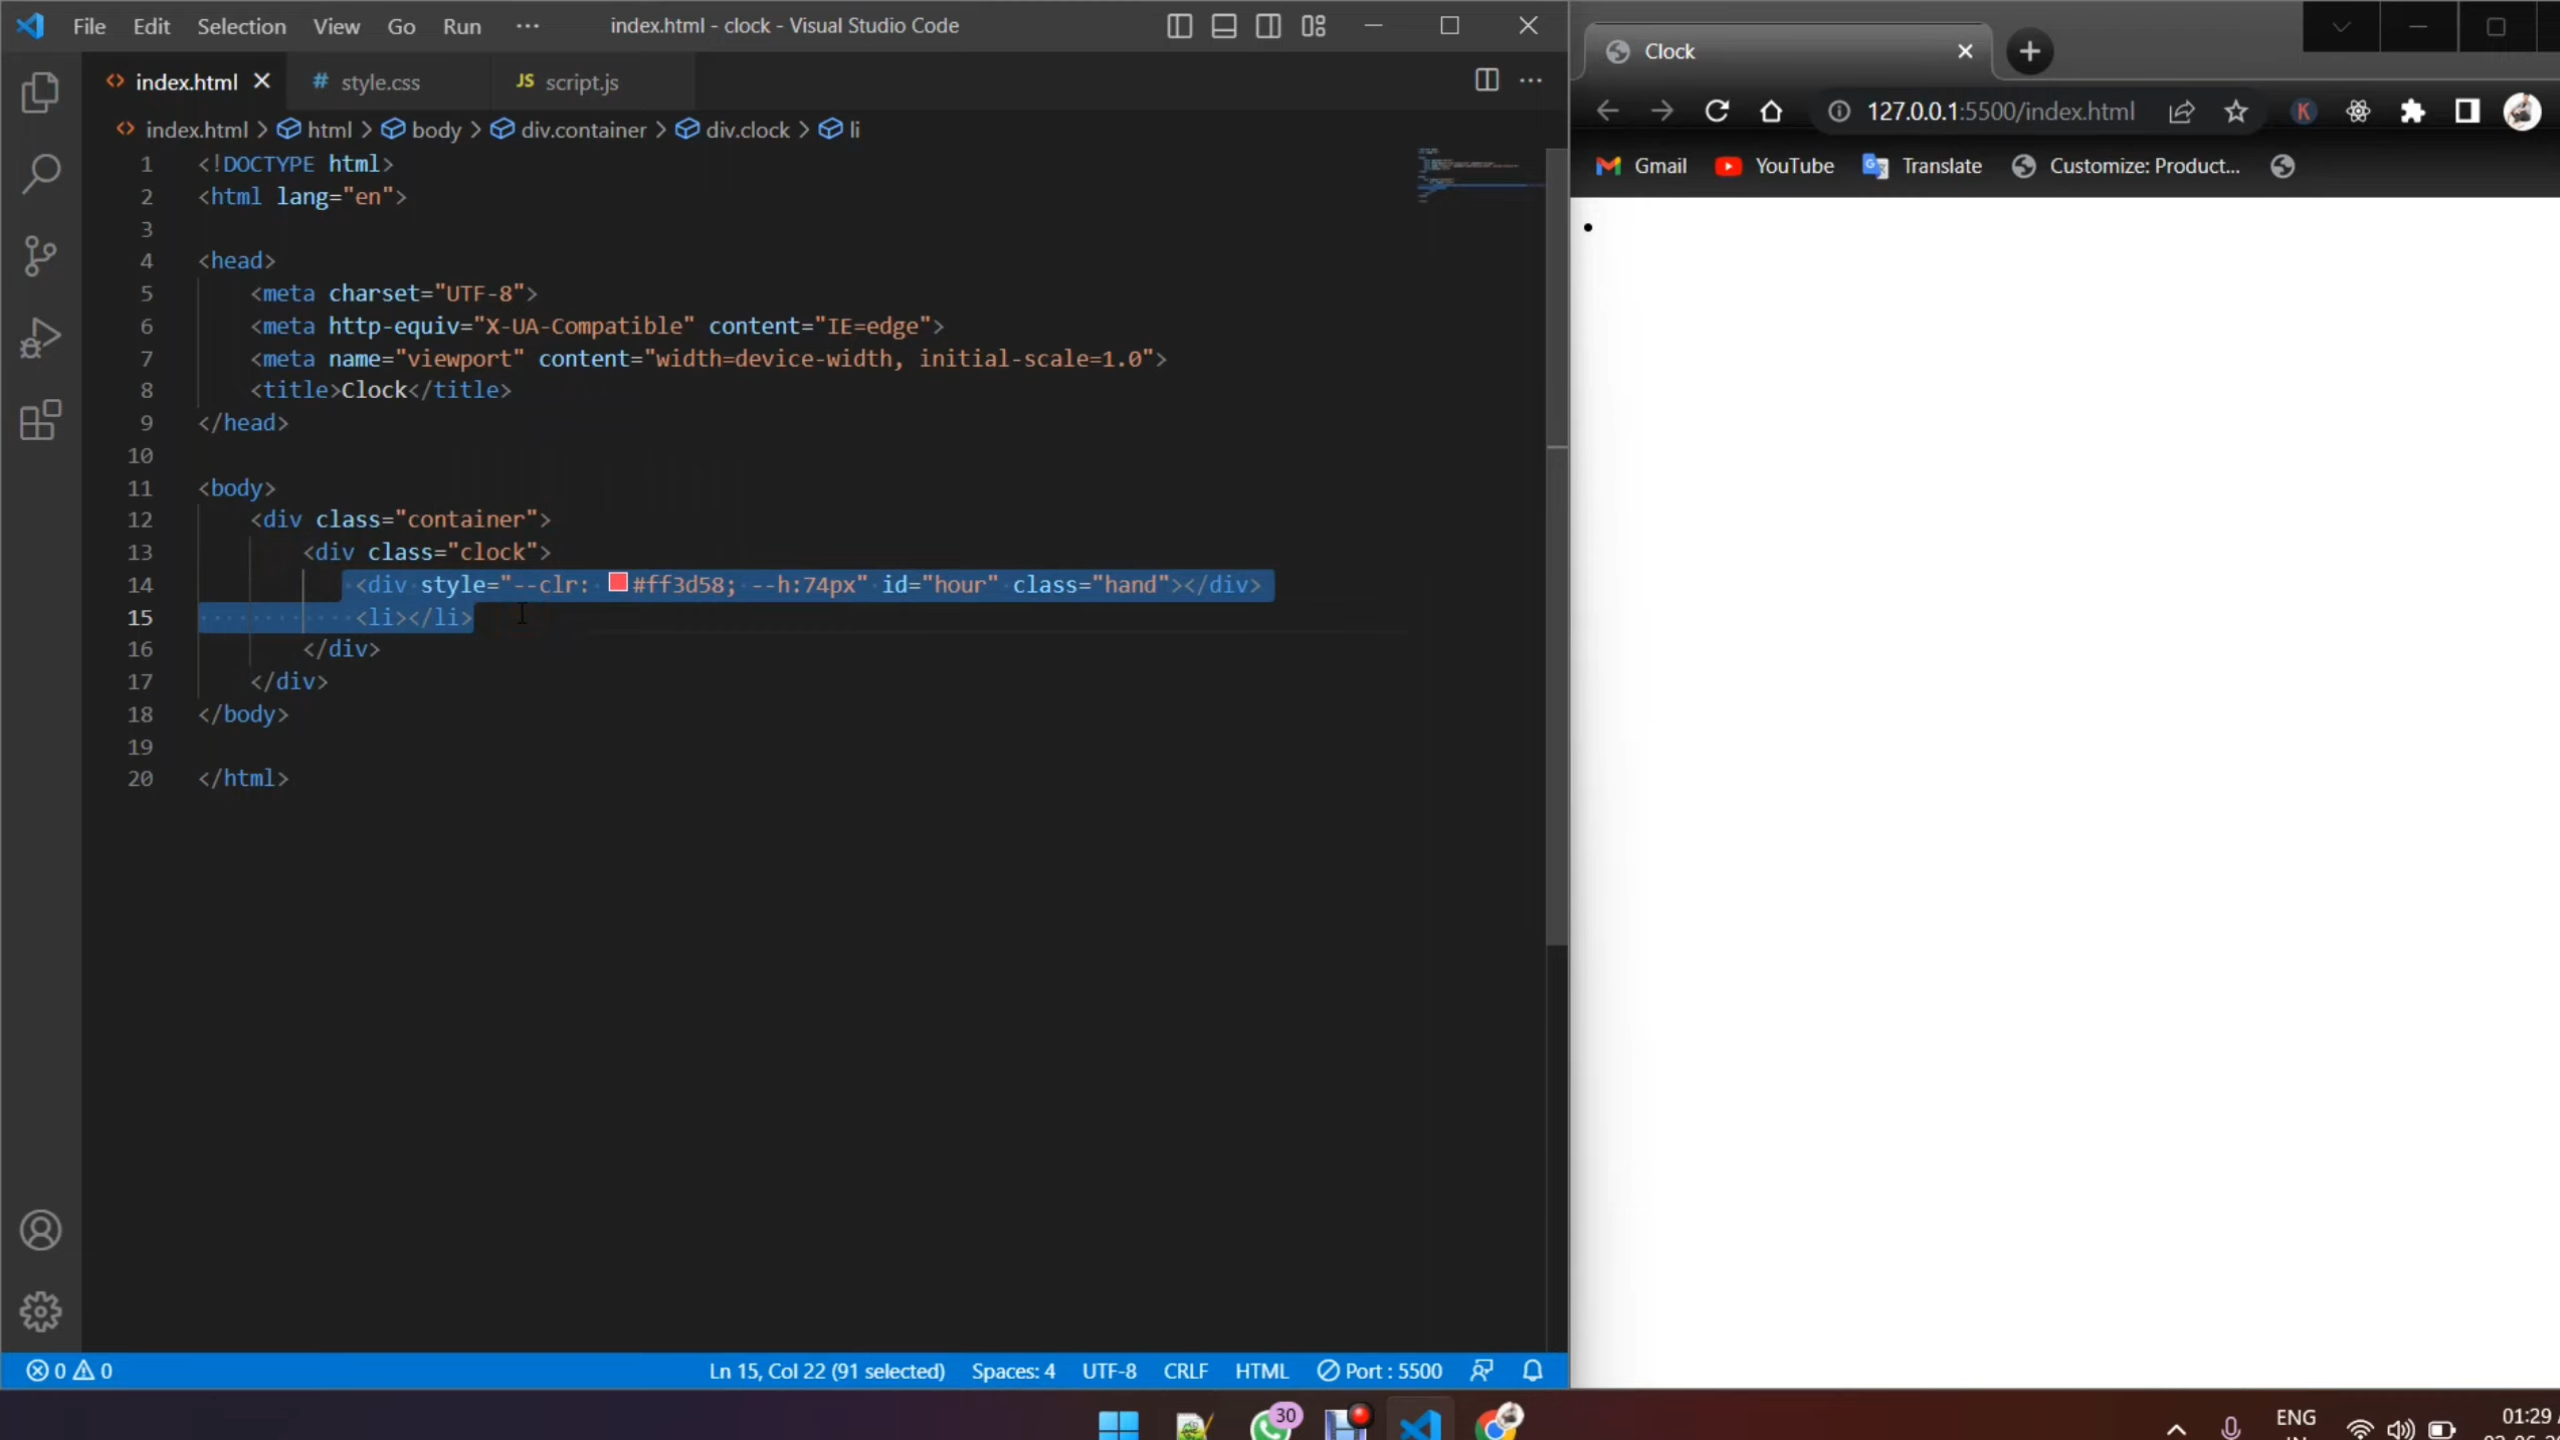 File Edit Selection View Go Run ··· index.html - clock - Visual Studio Code
index.html # style.css JS script.js
index.html > html > body > div.container > div.clock > li
1 <!DOCTYPE html>
2 <html lang="en">
3
4 <head>
5 <meta charset="UTF-8">
6 <meta http-equiv="X-UA-Compatible" content="IE=edge">
7 <meta name="viewport" content="width=device-width, initial-scale=1.0">
8 <title>Clock</title>
9 </head>
10
11 <body>
12 <div class="container">
13 <div class="clock">
14 <div style="--clr: #ff3d58; --h:74px" id="hour" class="hand"></div>
15 <li></li>
16 </div>
17 </div>
18 </body>
19
20 </html>
0 0 Ln 15, Col 22 (91 selected) Spaces: 4 UTF-8 CRLF HTML Port : 5500
Clock
127.0.0.1:5500/index.html K
Gmail YouTube Translate Customize: Product...
30 ENG 01:29